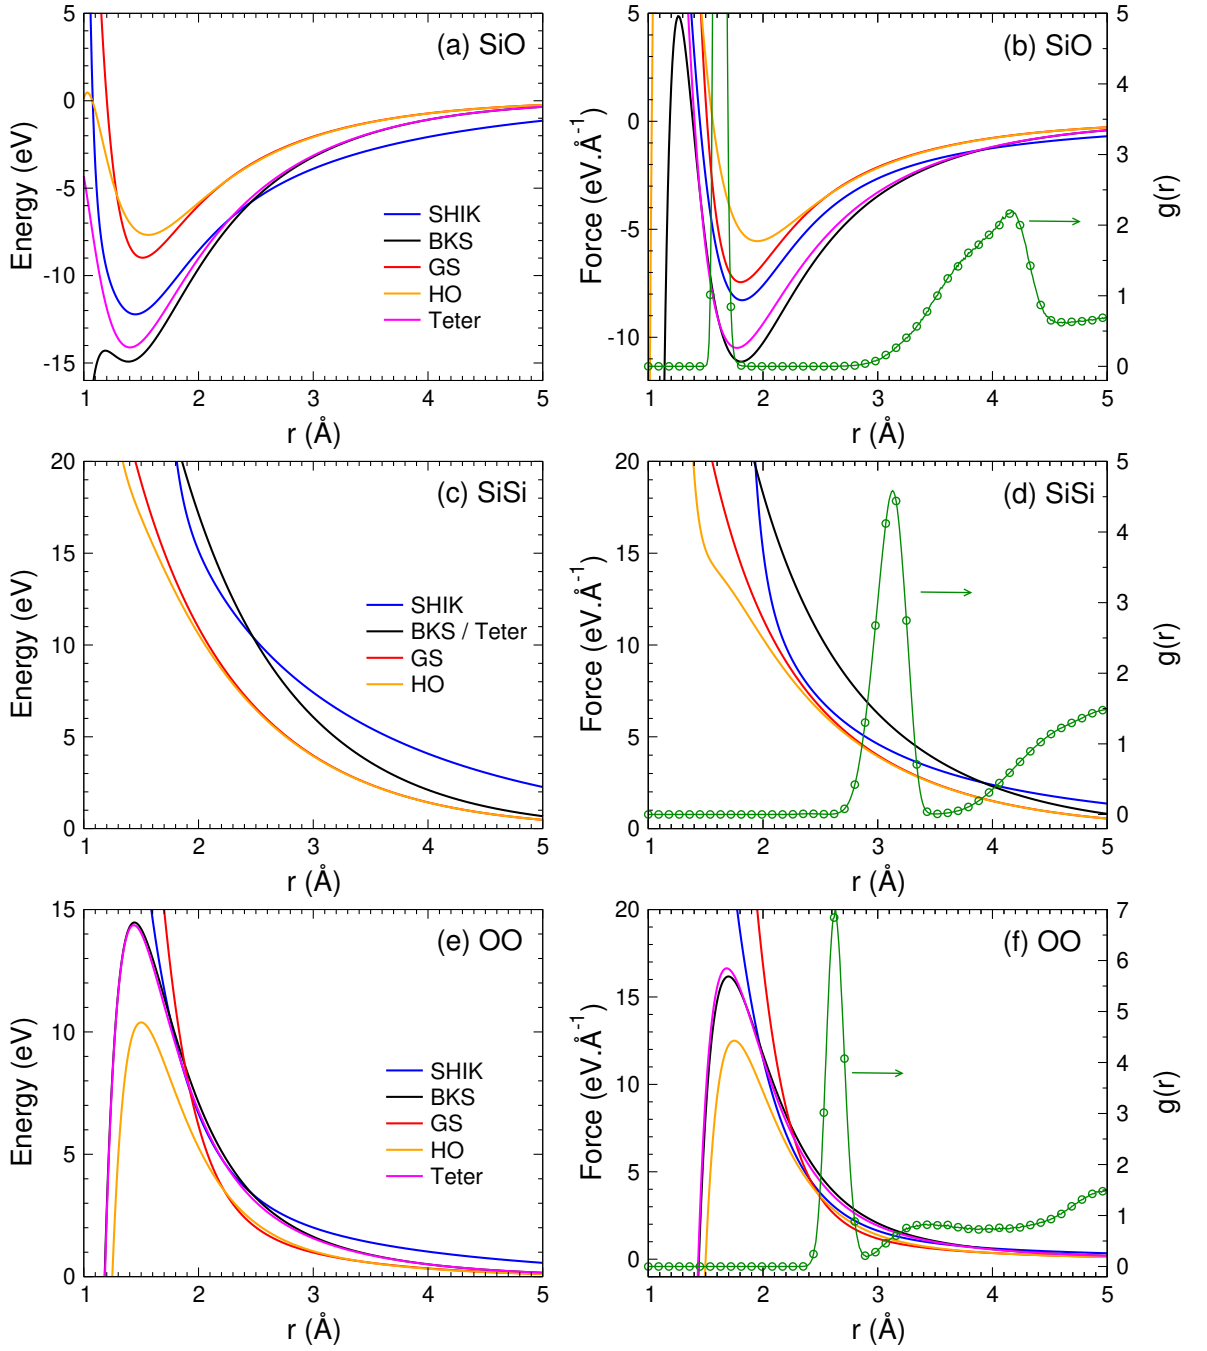 (a) SiO
Energy (eV)
5
0
-5
-10
-15
SHIK
BKS
GS
HO
Teter
1 2 3 4 5
r (Å)
(b) SiO
Force (eV.Å-1)
5
0
-5
-10
5
4
3
2
1
0
g(r)
1 2 3 4 5
r (Å)
(c) SiSi
Energy (eV)
20
15
10
5
0
SHIK
BKS / Teter
GS
HO
1 2 3 4 5
r (Å)
(d) SiSi
Force (eV.Å-1)
20
15
10
5
0
5
4
3
2
1
0
g(r)
1 2 3 4 5
r (Å)
(e) OO
Energy (eV)
15
10
5
0
SHIK
BKS
GS
HO
Teter
1 2 3 4 5
r (Å)
(f) OO
Force (eV.Å-1)
20
15
10
5
0
7
6
5
4
3
2
1
0
g(r)
1 2 3 4 5
r (Å)